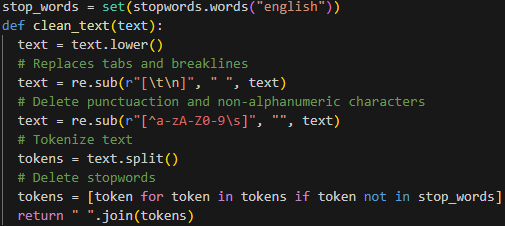 stop_words = set(stopwords.words("english"))
def clean_text(text):
  text = text.lower()
  # Replaces tabs and breaklines
  text = re.sub(r"[\t\n]", " ", text)
  # Delete punctuaction and non-alphanumeric characters
  text = re.sub(r"[^a-zA-Z0-9\s]", "", text)
  # Tokenize text
  tokens = text.split()
  # Delete stopwords
  tokens = [token for token in tokens if token not in stop_words]
  return " ".join(tokens)